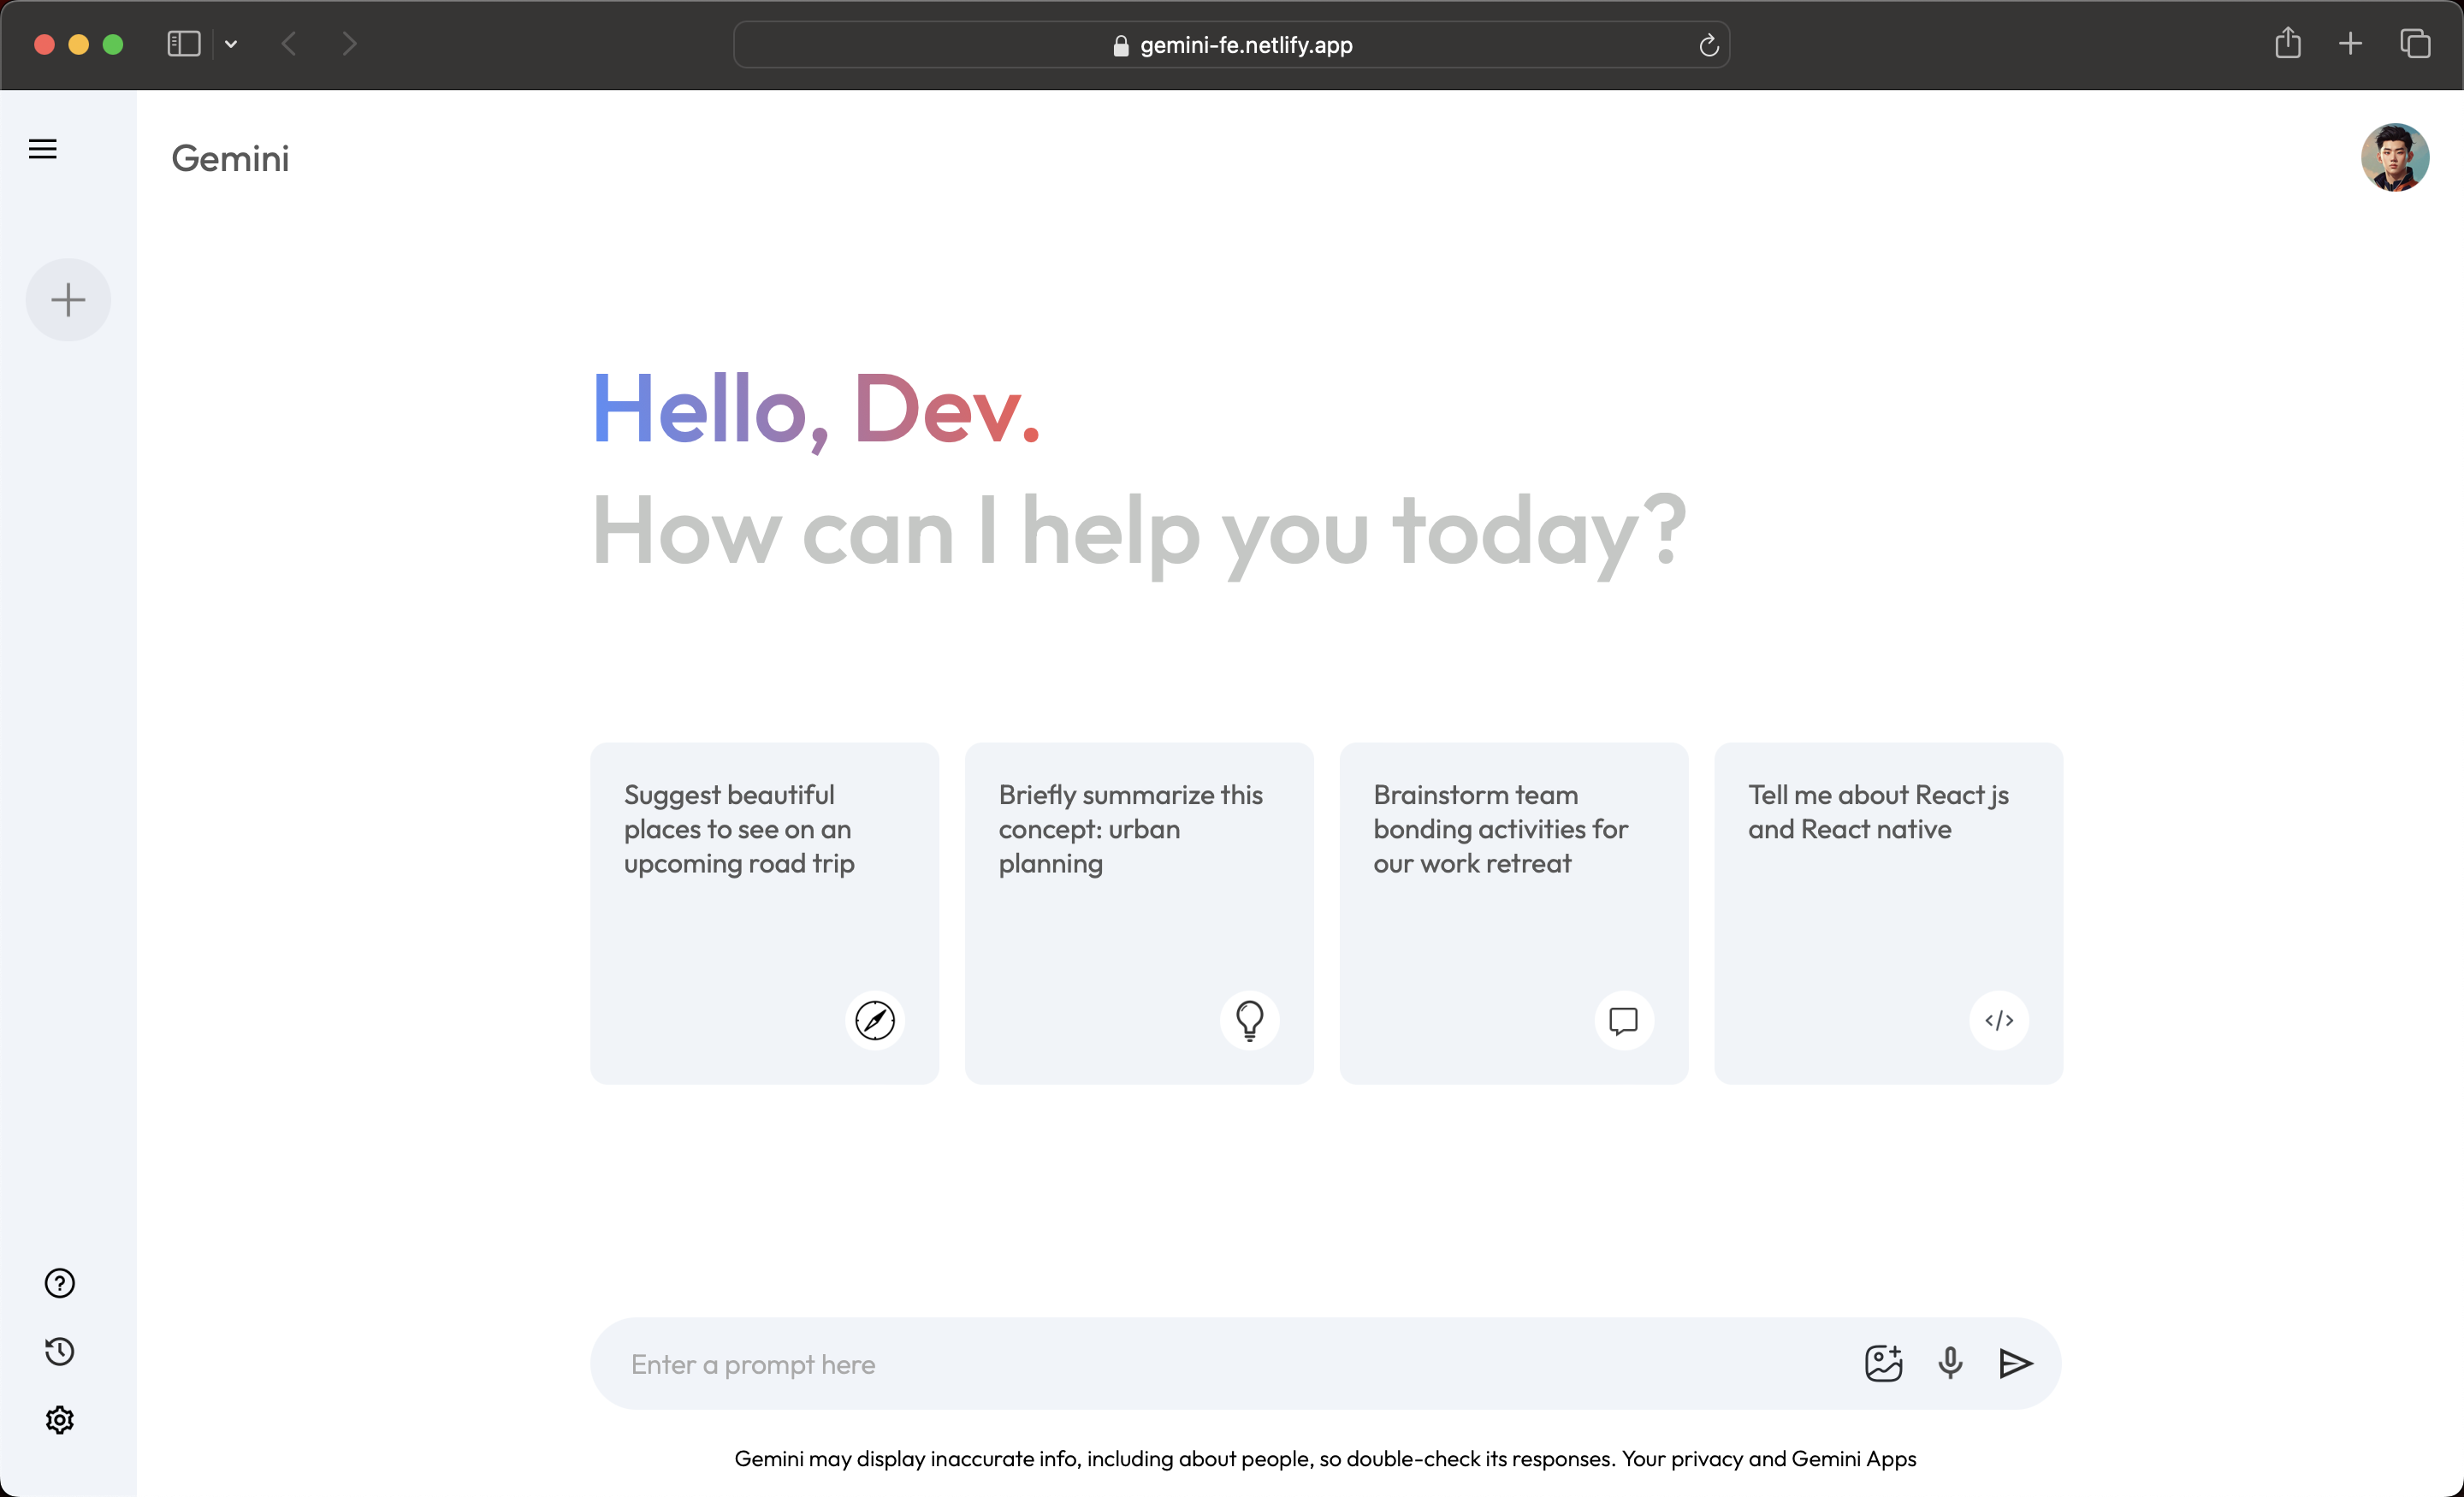 gemini-fe.netlify.app
Gemini
Hello, Dev.
How can I help you today?
Suggest beautiful
places to see on an
upcoming road trip
Briefly summarize this
concept: urban
planning
Brainstorm team
bonding activities for
our work retreat
Tell me about React js
and React native
Enter a prompt here
Gemini may display inaccurate info, including about people, so double-check its responses. Your privacy and Gemini Apps